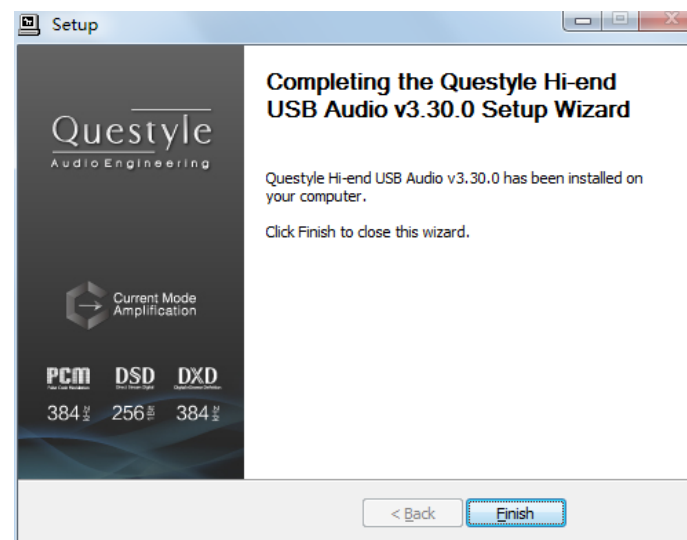 Setup
Questyle
Audio Engineering
Current Mode
Amplification
PCM DSD DXD
384 256 384
Completing the Questyle Hi-end
USB Audio v3.30.0 Setup Wizard
Questyle Hi-end USB Audio v3.30.0 has been installed on
your computer.
Click Finish to close this wizard.
< Back Finish